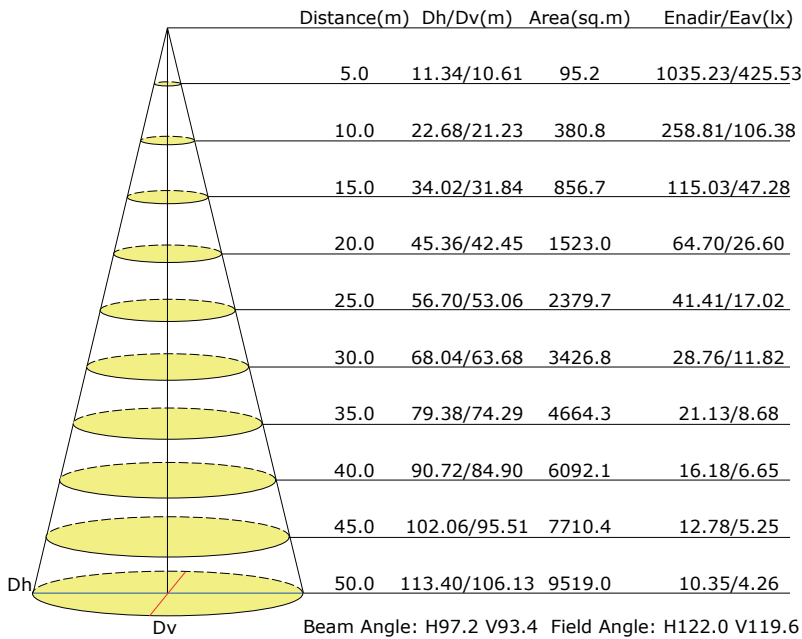 Distance(m) Dh/Dv(m) Area(sq.m) Enadir/Eav(lx)
5.0 11.34/10.61 95.2 1035.23/425.53
10.0 22.68/21.23 380.8 258.81/106.38
15.0 34.02/31.84 856.7 115.03/47.28
20.0 45.36/42.45 1523.0 64.70/26.60
25.0 56.70/53.06 2379.7 41.41/17.02
30.0 68.04/63.68 3426.8 28.76/11.82
35.0 79.38/74.29 4664.3 21.13/8.68
40.0 90.72/84.90 6092.1 16.18/6.65
45.0 102.06/95.51 7710.4 12.78/5.25
Dh 50.0 113.40/106.13 9519.0 10.35/4.26
Dv Beam Angle: H97.2 V93.4 Field Angle: H122.0 V119.6